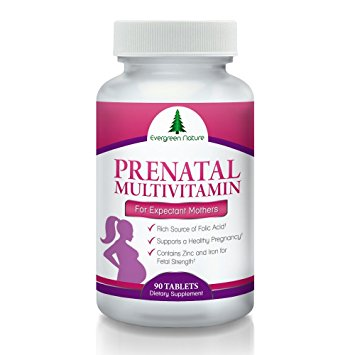 Evergreen Nature
PRENATAL
MULTIVITAMIN
For Expectant Mothers
✓ Rich Source of Folic Acid†
✓ Supports a Healthy Pregnancy†
✓ Contains Zinc and Iron for
Fetal Strength†
90 TABLETS
Dietary Supplement